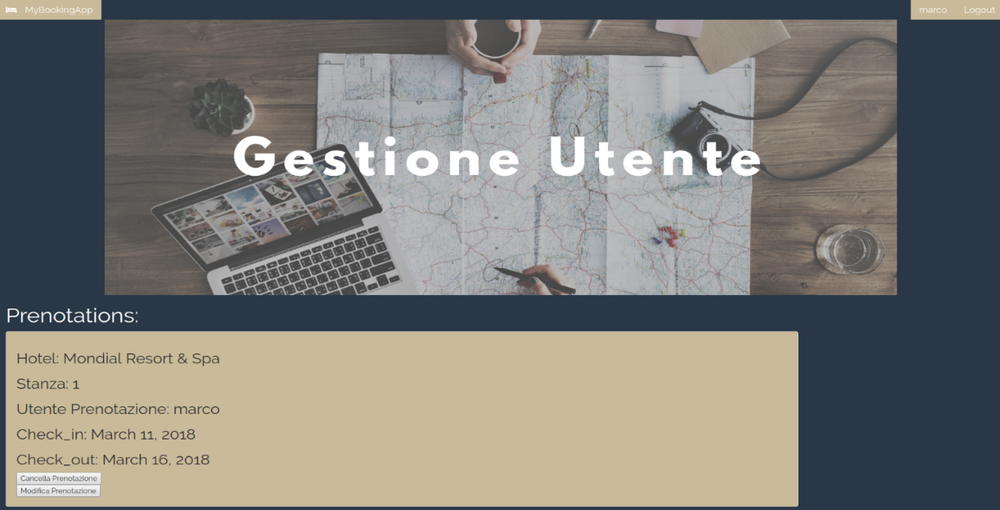 MyBookingApp
marco Logout
Gestione Utente
Prenotations:
Hotel: Mondial Resort & Spa
Stanza: 1
Utente Prenotazione: marco
Check_in: March 11, 2018
Check_out: March 16, 2018
Cancella Prenotazione
Modifica Prenotazione